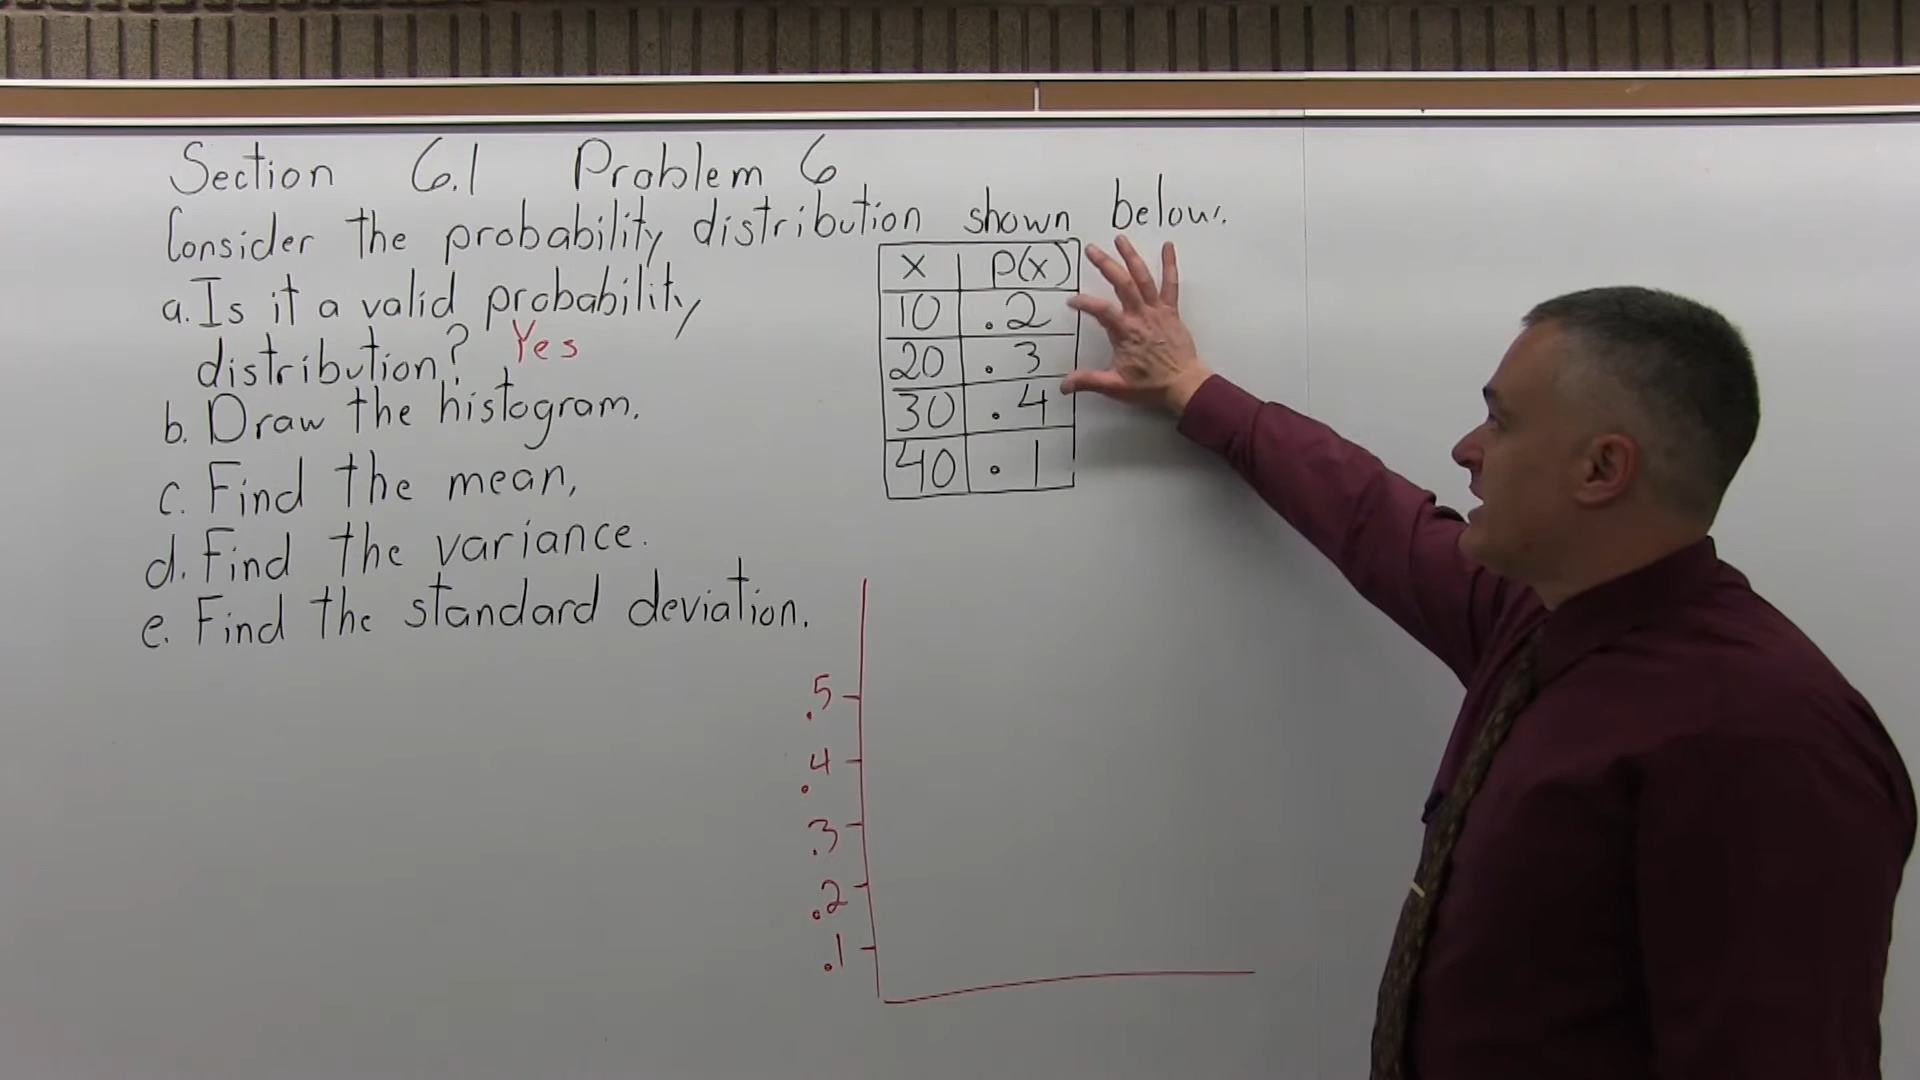 Section 6.1 Problem 6
Consider the probability distribution shown below.
a. Is it a valid probability
distribution? Yes
b. Draw the histogram.
c. Find the mean,
d. Find the variance.
e. Find the standard deviation.
x P(x)
10 .2
20 .3
30 .4
40 .1
.5
.4
.3
.2
.1